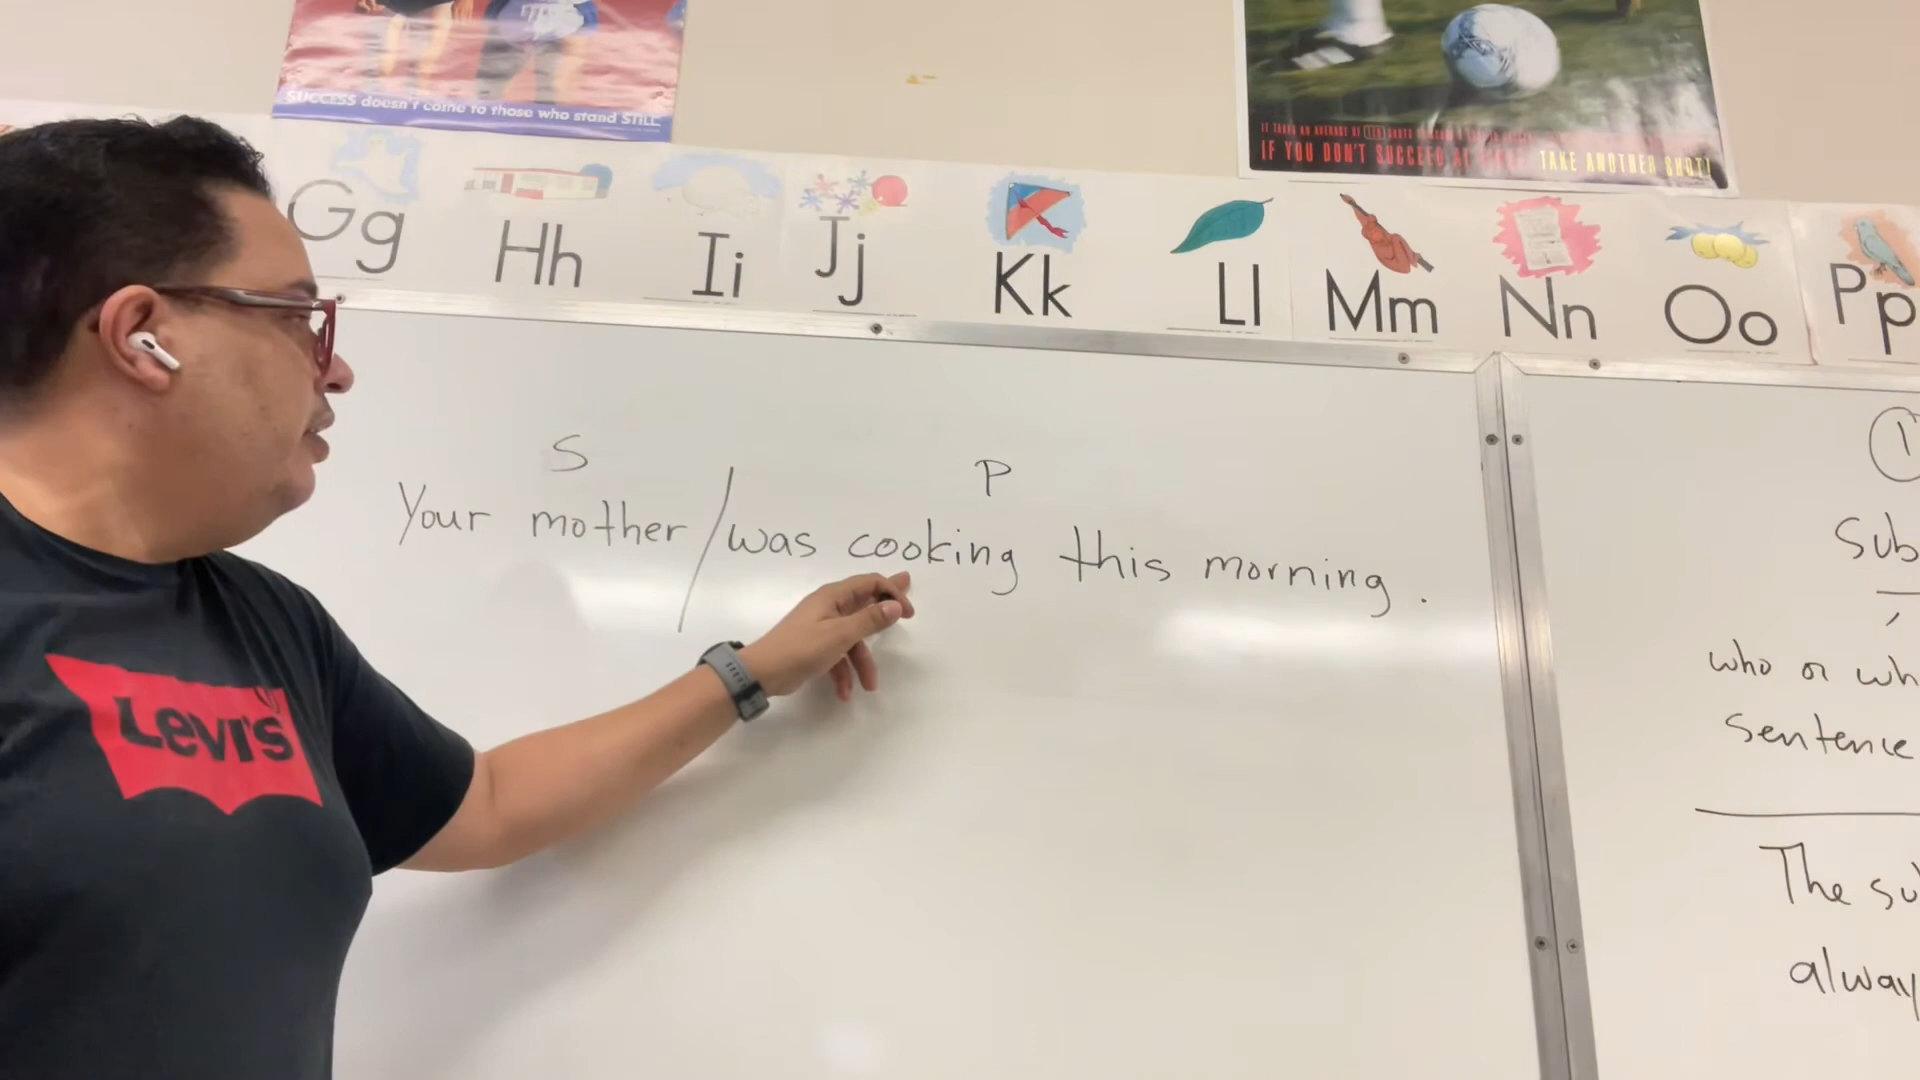 SUCCESS doesn't come to those who stand STILL
IF YOU DON'T SUCCEED AT FIRST TAKE ANOTHER SHOT!
Gg Hh Ii Jj Kk Ll Mm Nn Oo Pp
S
P
Your mother / was cooking this morning.
LEVI'S
1
Sub
who or wh
sentence
The su
alway